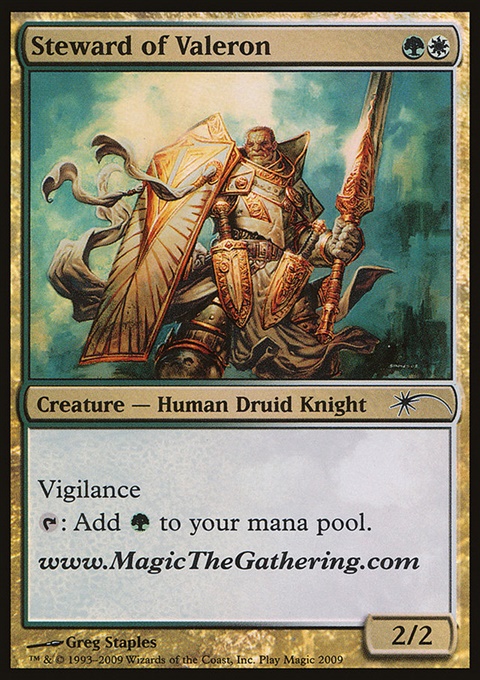 Steward of Valeron
Creature — Human Druid Knight
Vigilance
: Add to your mana pool.
www.MagicTheGathering.com
Greg Staples
2/2
™ & © 1993–2009 Wizards of the Coast, Inc. Play Magic 2009